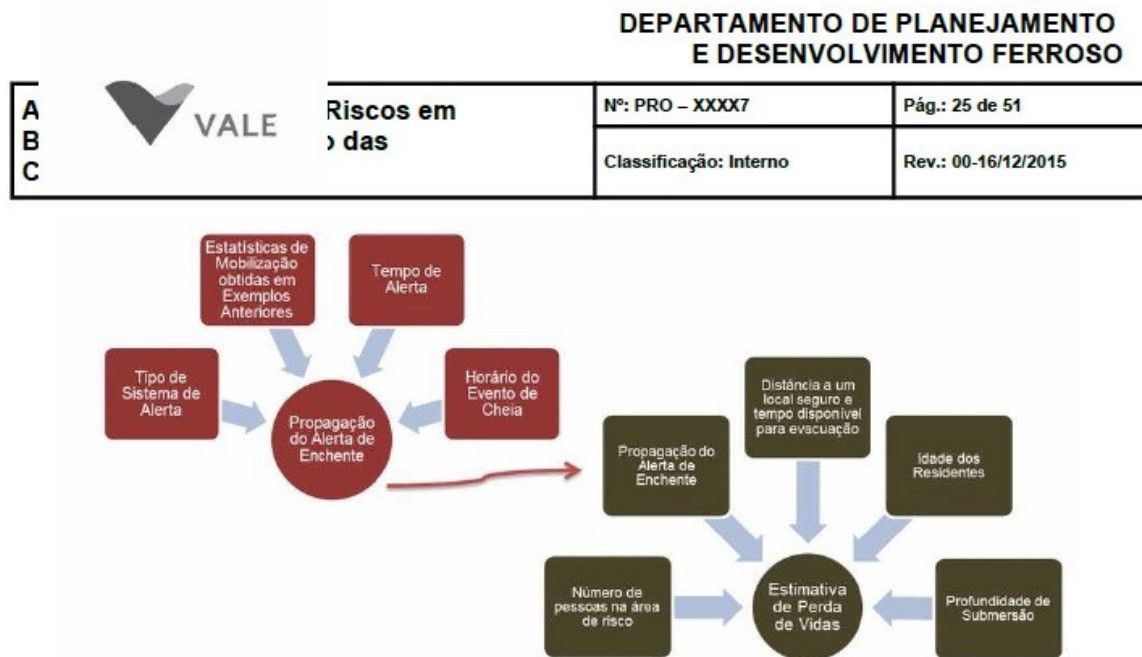 DEPARTAMENTO DE PLANEJAMENTO
E DESENVOLVIMENTO FERROSO
VALE
A
Riscos em
B
das
C
Nº: PRO – XXXX7
Pág.: 25 de 51
Classificação: Interno
Rev.: 00-16/12/2015
Estatísticas de
Mobilização
obtidas em
Exemplos
Anteriores
Tempo de
Alerta
Tipo de
Sistema de
Alerta
Horário do
Evento de
Cheia
Propagação
do Alerta de
Enchente
Distância a um
local seguro e
tempo disponível
para evacuação
Propagação do
Alerta de
Enchente
Idade dos
Residentes
Número de
pessoas na área
de risco
Estimativa
de Perda
de Vidas
Profundidade de
Submersão